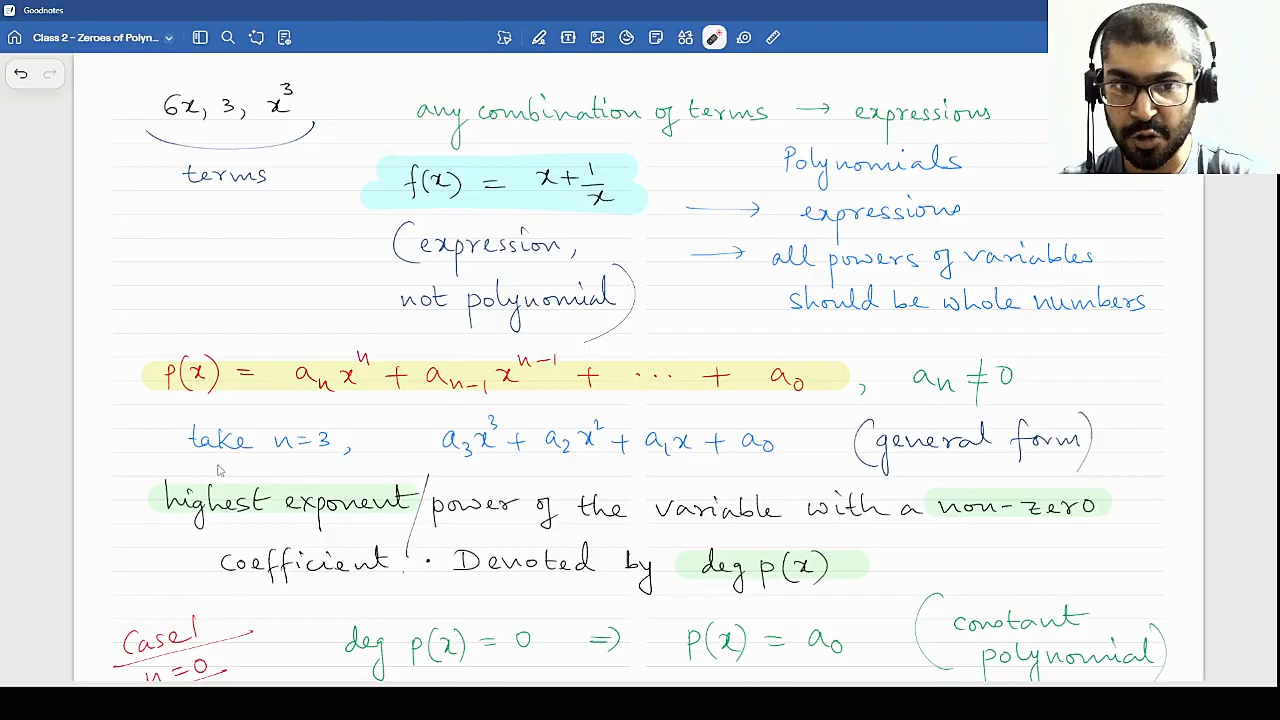 Goodnotes
Class 2 - Zeroes of Polyn...
6x, 3, x³
terms
any combination of terms → expressions
f(x) = x + 1/x
(expression,
not polynomial)
Polynomials
→ expressions
→ all powers of variables
should be whole numbers
p(x) = aₙxⁿ + aₙ₋₁xⁿ⁻¹ + ... + a₀ , aₙ ≠ 0
take n=3, a₃x³ + a₂x² + a₁x + a₀ (general form)
highest exponent/power of the variable with a non-zero
coefficient. Denoted by deg p(x)
Case 1
n=0
deg p(x) = 0 ⇒ p(x) = a₀
(constant
polynomial)